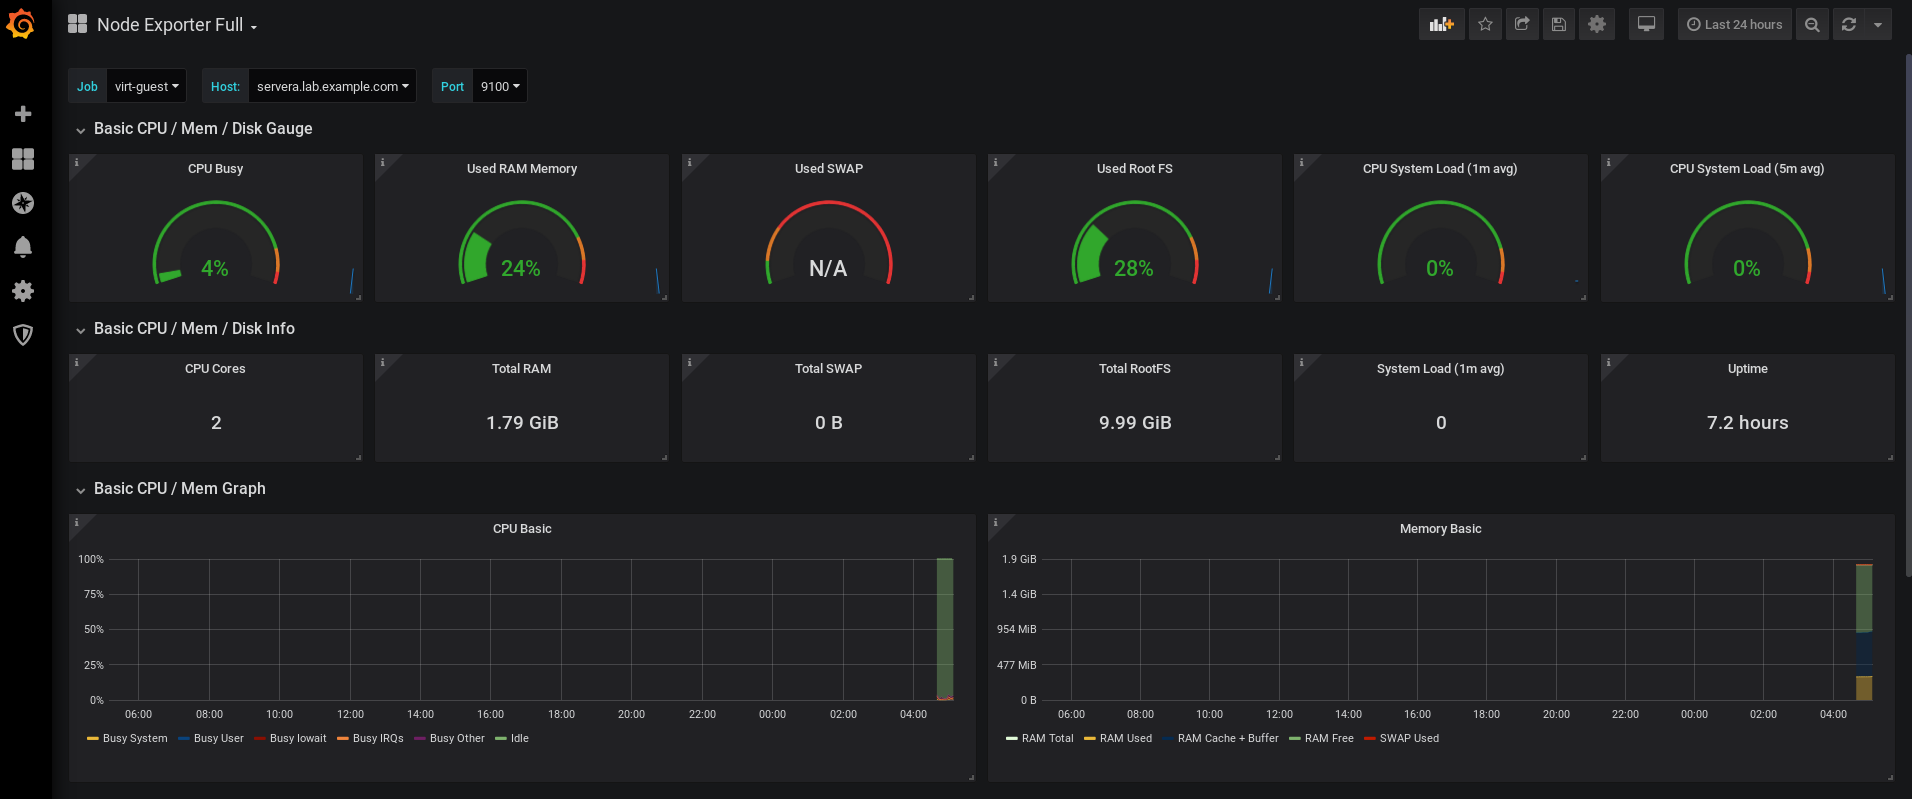 Node Exporter Full
Last 24 hours
Job virt-guest Host: servera.lab.example.com Port 9100
Basic CPU / Mem / Disk Gauge
CPU Busy Used RAM Memory Used SWAP Used Root FS CPU System Load (1m avg) CPU System Load (5m avg)
4% 24% N/A 28% 0% 0%
Basic CPU / Mem / Disk Info
CPU Cores Total RAM Total SWAP Total RootFS System Load (1m avg) Uptime
2 1.79 GiB 0 B 9.99 GiB 0 7.2 hours
Basic CPU / Mem Graph
CPU Basic
100%
75%
50%
25%
0%
06:00 08:00 10:00 12:00 14:00 16:00 18:00 20:00 22:00 00:00 02:00 04:00
Busy System Busy User Busy Iowait Busy IRQs Busy Other Idle
Memory Basic
1.9 GiB
1.4 GiB
954 MiB
477 MiB
0 B
06:00 08:00 10:00 12:00 14:00 16:00 18:00 20:00 22:00 00:00 02:00 04:00
RAM Total RAM Used RAM Cache + Buffer RAM Free SWAP Used